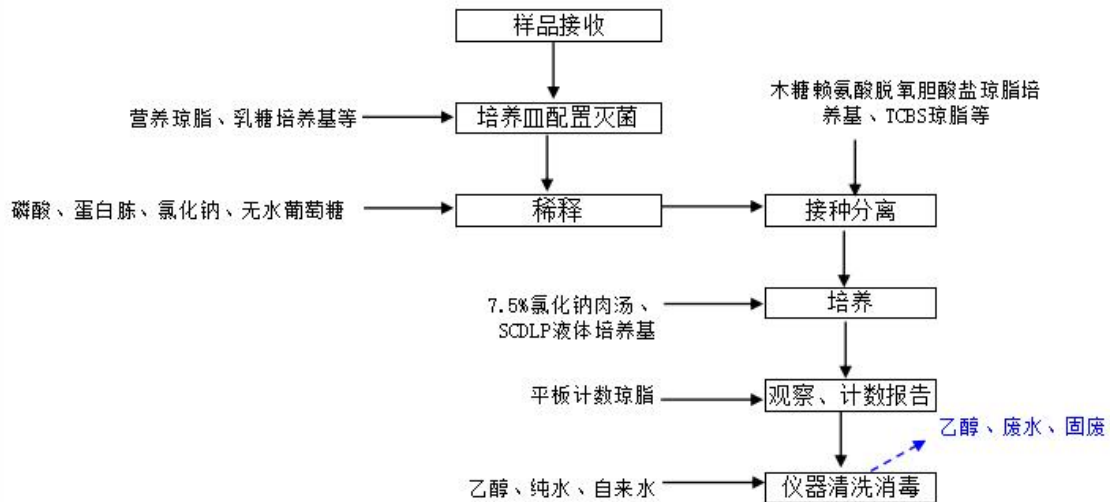 样品接收
营养琼脂、乳糖培养基等
培养皿配置灭菌
木糖赖氨酸脱氧胆酸盐琼脂培
养基、TCBS琼脂等
磷酸、蛋白胨、氯化钠、无水葡萄糖
稀释
接种分离
7.5%氯化钠肉汤、
SCDLP液体培养基
培养
平板计数琼脂
观察、计数报告
乙醇、废水、固废
乙醇、纯水、自来水
仪器清洗消毒